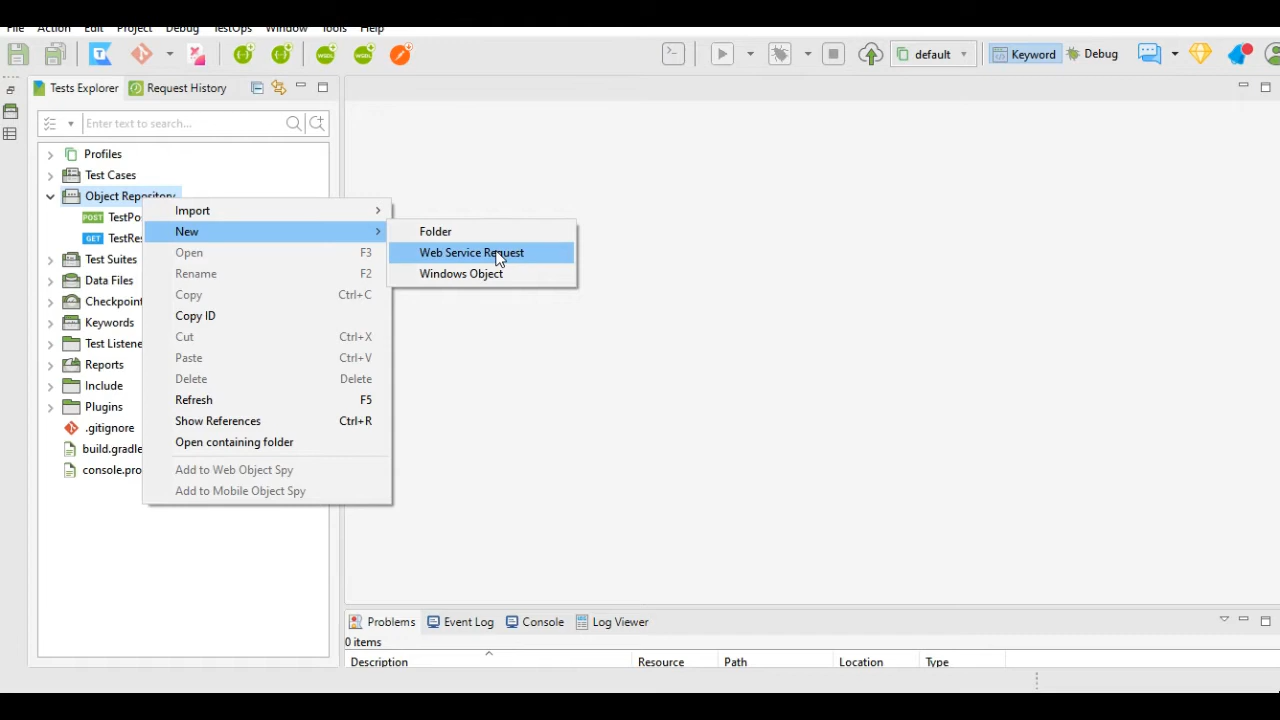 File Action Edit Project Debug TestOps Window Tools Help
default Keyword Debug
Tests Explorer Request History
Enter text to search...
Profiles
Test Cases
Object Repository
POST TestPo
GET TestRes
Test Suites
Data Files
Checkpoint
Keywords
Test Listene
Reports
Include
Plugins
.gitignore
build.gradle
console.pro
Import
New
Open F3
Rename F2
Copy Ctrl+C
Copy ID
Cut Ctrl+X
Paste Ctrl+V
Delete Delete
Refresh F5
Show References Ctrl+R
Open containing folder
Add to Web Object Spy
Add to Mobile Object Spy
Folder
Web Service Request
Windows Object
Problems Event Log Console Log Viewer
0 items
Description Resource Path Location Type